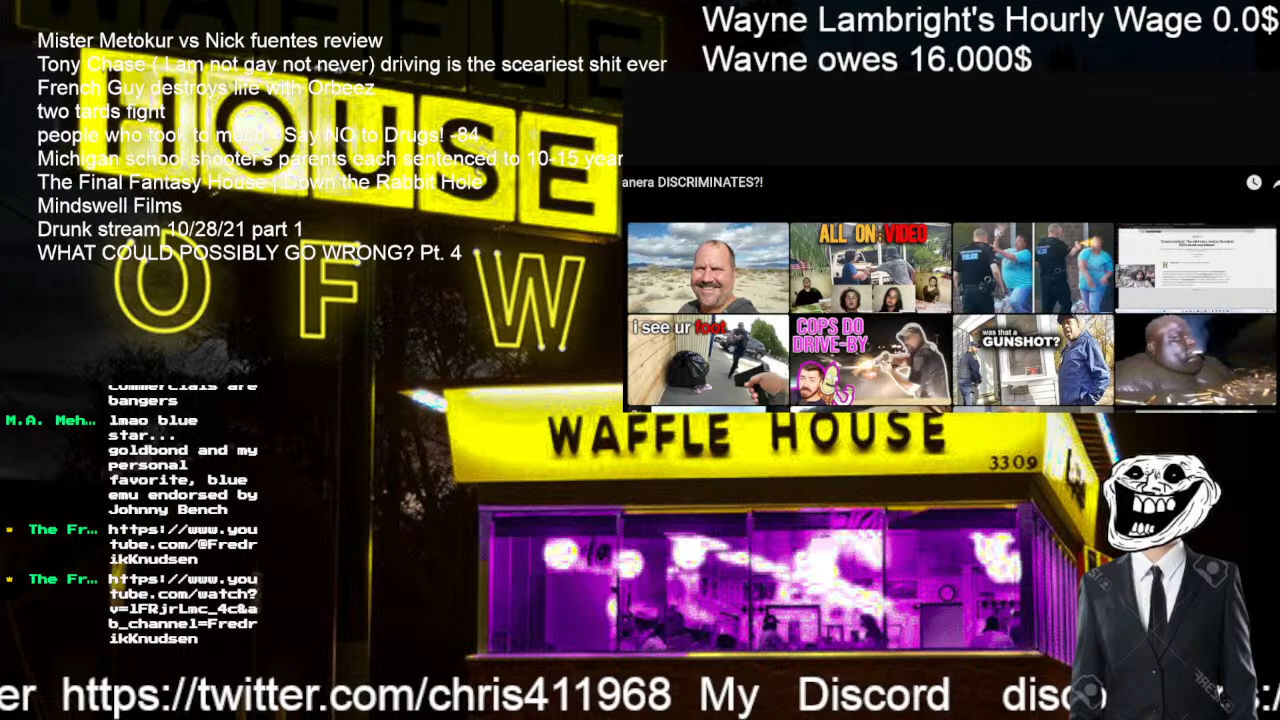 WAFFLE
HOUSE
Mister Metokur vs Nick fuentes review
Tony Chase ( I am not gay not never) driving is the sceariest shit ever
French Guy destroys life with Orbeez
two tards fight
people who took to much : Say NO to Drugs! -84
Michigan school shooter's parents each sentenced to 10-15 year
The Final Fantasy House | Down the Rabbit Hole
Mindswell Films
Drunk stream 10/28/21 part 1
WHAT COULD POSSIBLY GO WRONG? Pt. 4
O F W
Wayne Lambright's Hourly Wage 0.0$
Wayne owes 16.000$
anera DISCRIMINATES?!
ALL ON VIDEO
POLICE
POLICE
i see ur foot
COPS DO
DRIVE-BY
was that a
GUNSHOT?
commercials are
bangers
M.A. Meh… lmao blue
star...
goldbond and my
personal
favorite, blue
emu endorsed by
Johnny Bench
The Fr… https://www.you
tube.com/@Fredr
ikKnudsen
The Fr… https://www.you
tube.com/watch?
v=lFRjrLmc_4c&a
b_channel=Fredr
ikKnudsen
WAFFLE HOUSE
3309
er https://twitter.com/chris411968 My Discord disc